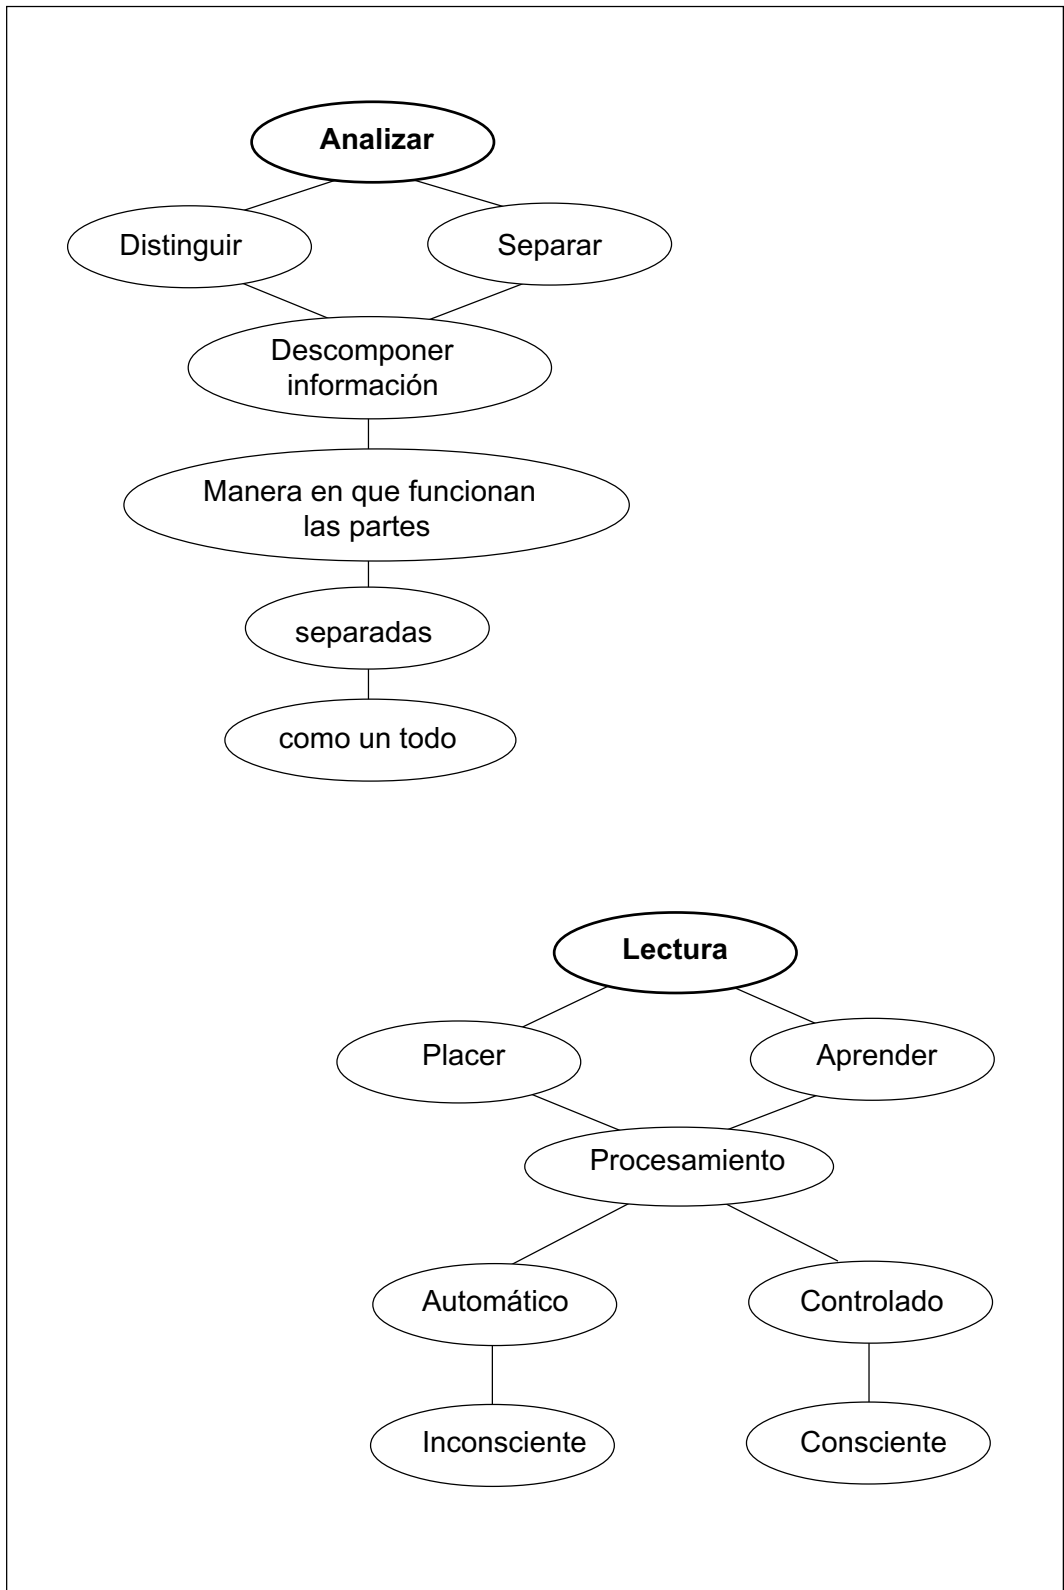 Analizar
Distinguir
Separar
Descomponer
información
Manera en que funcionan
las partes
separadas
como un todo
Lectura
Placer
Aprender
Procesamiento
Automático
Controlado
Inconsciente
Consciente